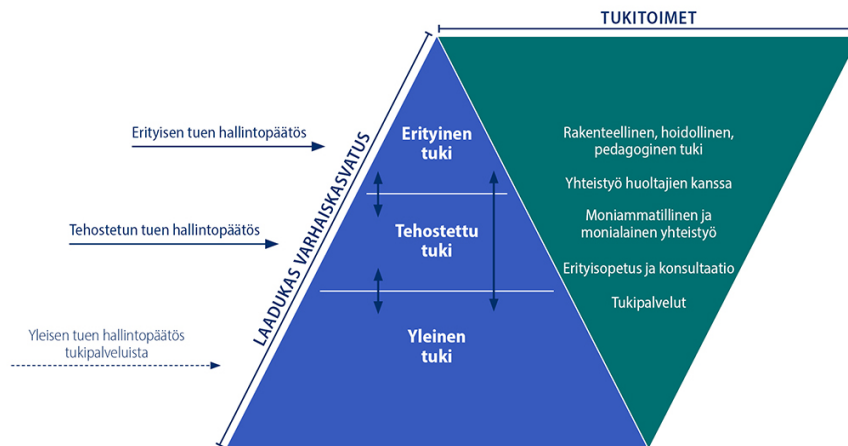 TUKITOIMET
LAADUKAS VARHAISKASVATUS
Erityisen tuen hallintopäätös
Tehostetun tuen hallintopäätös
Yleisen tuen hallintopäätös
tukipalveluista
Erityinen
tuki
Tehostettu
tuki
Yleinen
tuki
Rakenteellinen, hoidollinen,
pedagoginen tuki
Yhteistyö huoltajien kanssa
Moniammatillinen ja
monialainen yhteistyö
Erityisopetus ja konsultaatio
Tukipalvelut